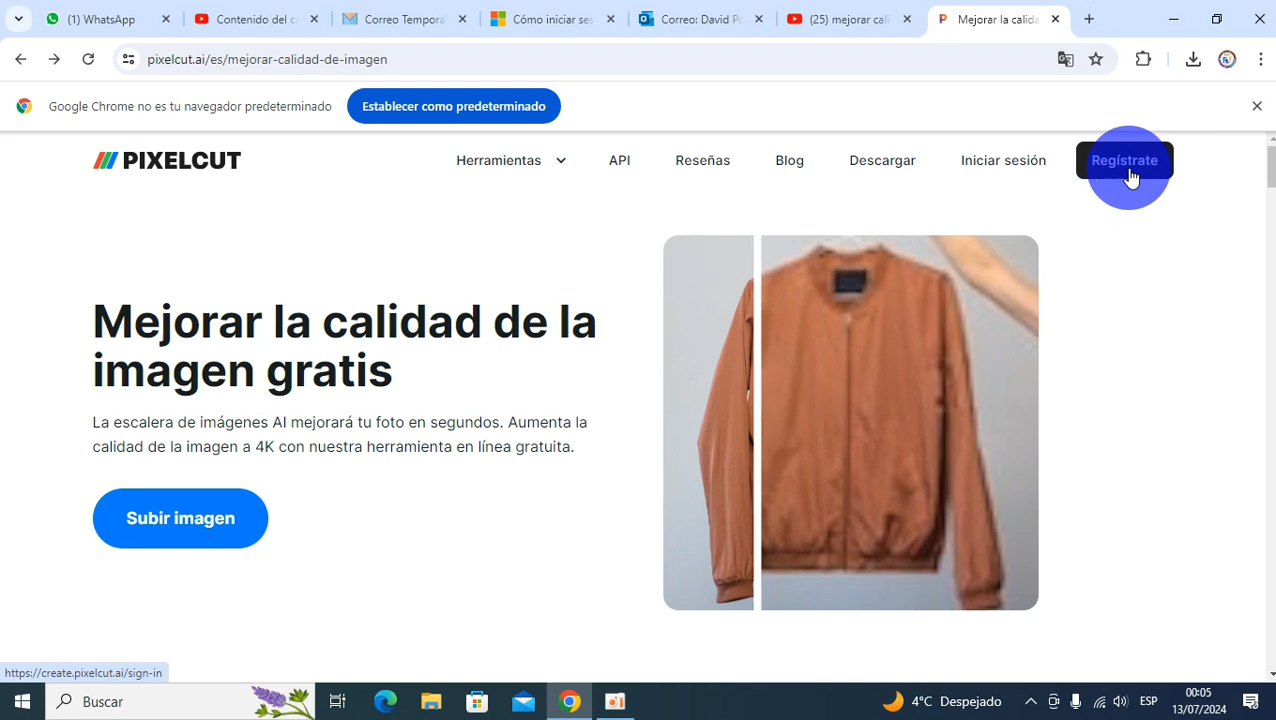 (1) WhatsApp
Contenido del ca
Correo Tempora
Cómo iniciar ses
Correo: David Po
(25) mejorar cali
Mejorar la calida
pixelcut.ai/es/mejorar-calidad-de-imagen
Google Chrome no es tu navegador predeterminado
Establecer como predeterminado
PIXELCUT
Herramientas
API
Reseñas
Blog
Descargar
Iniciar sesión
Regístrate
Mejorar la calidad de la
imagen gratis
La escalera de imágenes AI mejorará tu foto en segundos. Aumenta la
calidad de la imagen a 4K con nuestra herramienta en línea gratuita.
Subir imagen
https://create.pixelcut.ai/sign-in
Buscar
4°C Despejado
ESP
00:05
13/07/2024